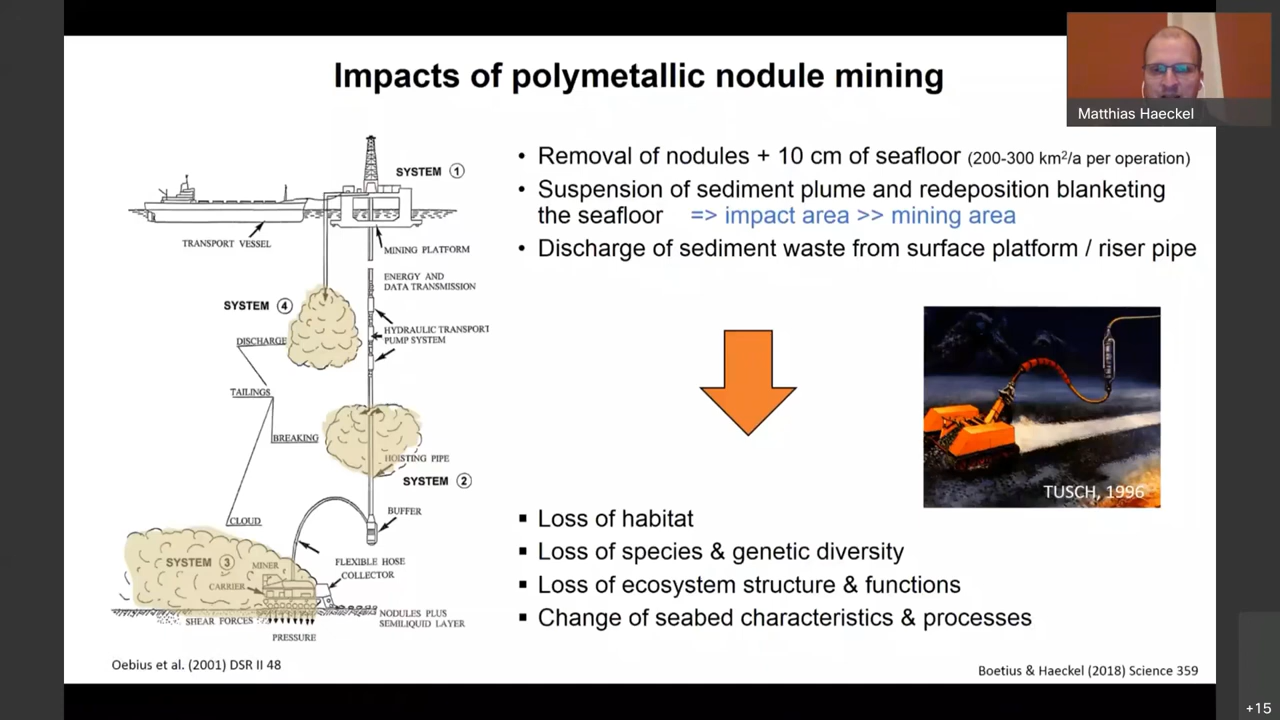 Impacts of polymetallic nodule mining
Matthias Haeckel
• Removal of nodules + 10 cm of seafloor (200-300 km²/a per operation)
• Suspension of sediment plume and redeposition blanketing
the seafloor => impact area >> mining area
• Discharge of sediment waste from surface platform / riser pipe
SYSTEM 1
TRANSPORT VESSEL
MINING PLATFORM
ENERGY AND
DATA TRANSMISSION
SYSTEM 4
HYDRAULIC TRANSPORT
PUMP SYSTEM
DISCHARGE
TAILINGS
BREAKING
HOISTING PIPE
SYSTEM 2
BUFFER
CLOUD
SYSTEM 3
MINER
FLEXIBLE HOSE
COLLECTOR
CARRIER
SHEAR FORCES
NODULES PLUS
SEMILIQUID LAYER
PRESSURE
TUSCH, 1996
▪ Loss of habitat
▪ Loss of species & genetic diversity
▪ Loss of ecosystem structure & functions
▪ Change of seabed characteristics & processes
Oebius et al. (2001) DSR II 48
Boetius & Haeckel (2018) Science 359
+15